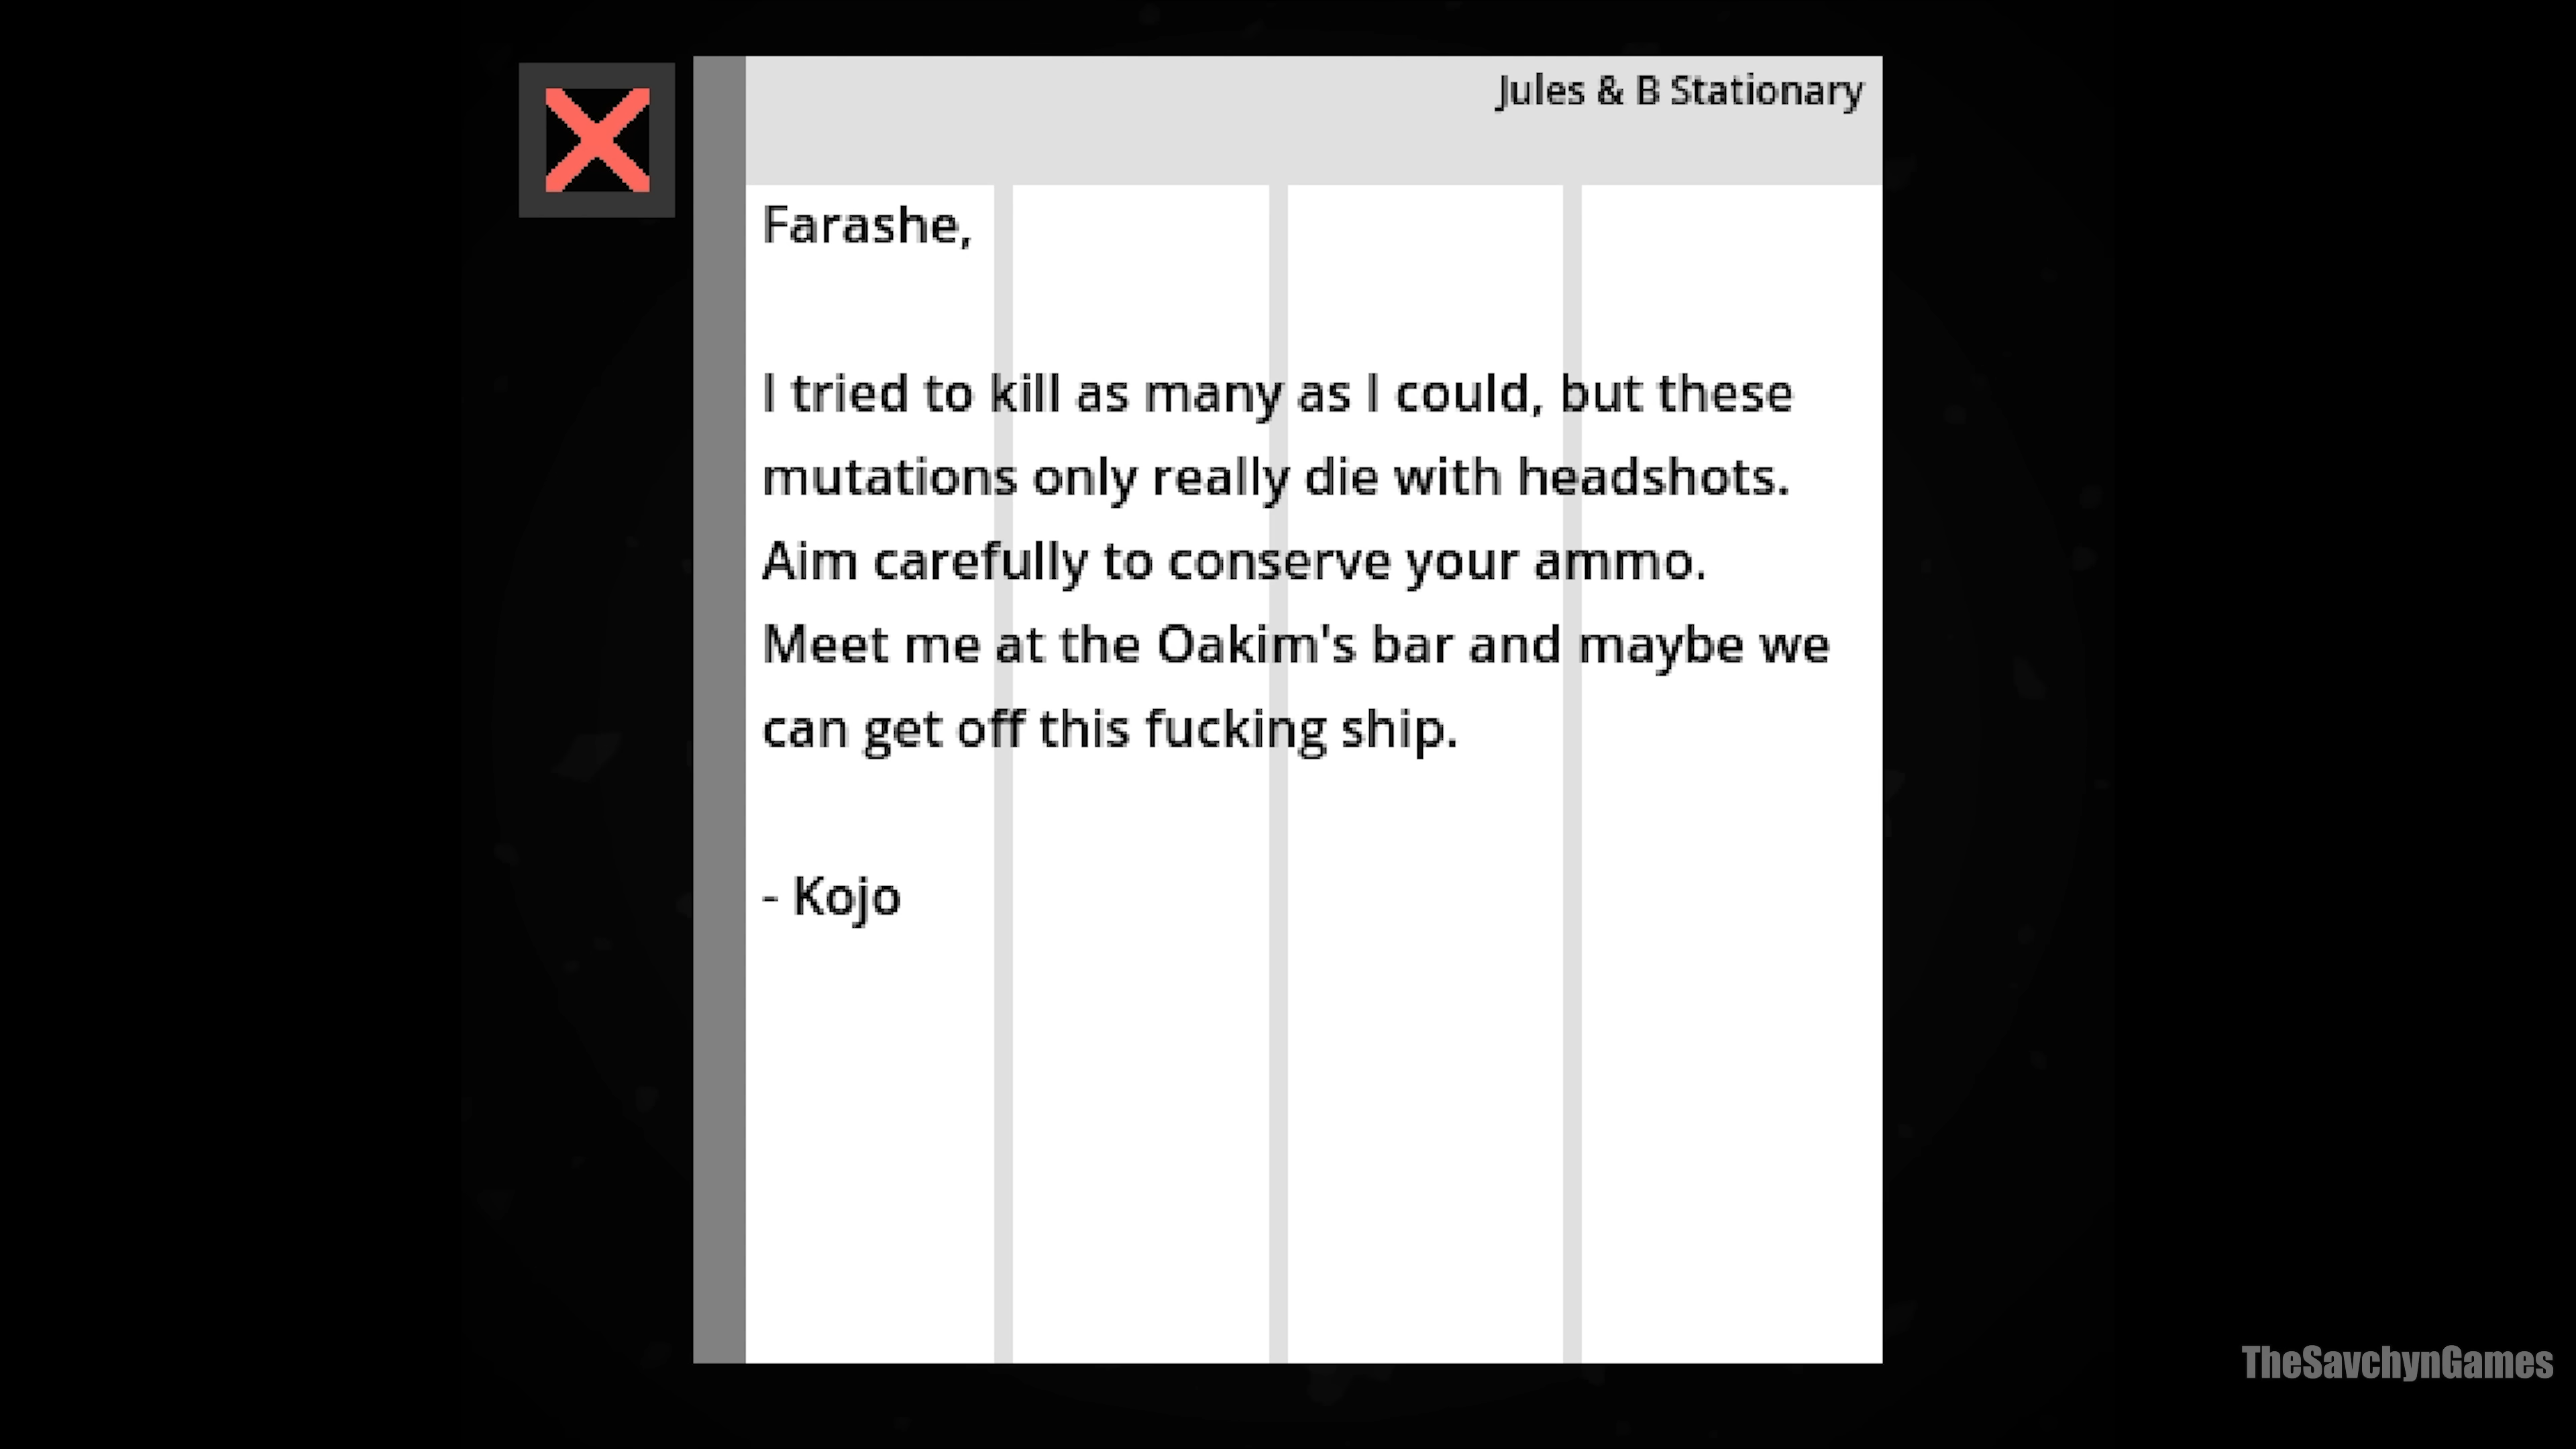 Jules & B Stationary
Farashe,
I tried to kill as many as I could, but these
mutations only really die with headshots.
Aim carefully to conserve your ammo.
Meet me at the Oakim's bar and maybe we
can get off this fucking ship.
- Kojo
TheSavchynGames